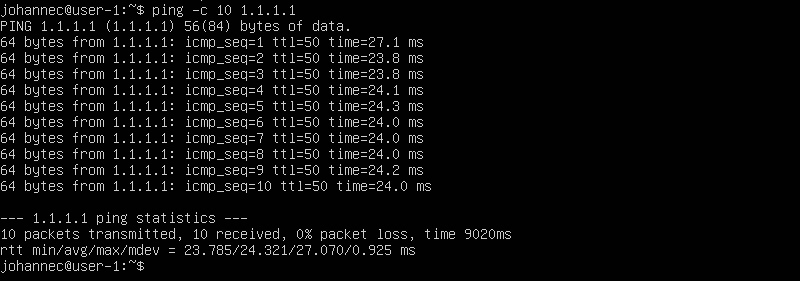 johannec@user-1:~$ ping -c 10 1.1.1.1
PING 1.1.1.1 (1.1.1.1) 56(84) bytes of data.
64 bytes from 1.1.1.1: icmp_seq=1 ttl=50 time=27.1 ms
64 bytes from 1.1.1.1: icmp_seq=2 ttl=50 time=23.8 ms
64 bytes from 1.1.1.1: icmp_seq=3 ttl=50 time=23.8 ms
64 bytes from 1.1.1.1: icmp_seq=4 ttl=50 time=24.1 ms
64 bytes from 1.1.1.1: icmp_seq=5 ttl=50 time=24.3 ms
64 bytes from 1.1.1.1: icmp_seq=6 ttl=50 time=24.0 ms
64 bytes from 1.1.1.1: icmp_seq=7 ttl=50 time=24.0 ms
64 bytes from 1.1.1.1: icmp_seq=8 ttl=50 time=24.0 ms
64 bytes from 1.1.1.1: icmp_seq=9 ttl=50 time=24.2 ms
64 bytes from 1.1.1.1: icmp_seq=10 ttl=50 time=24.0 ms
--- 1.1.1.1 ping statistics ---
10 packets transmitted, 10 received, 0% packet loss, time 9020ms
rtt min/avg/max/mdev = 23.785/24.321/27.070/0.925 ms
johannec@user-1:~$